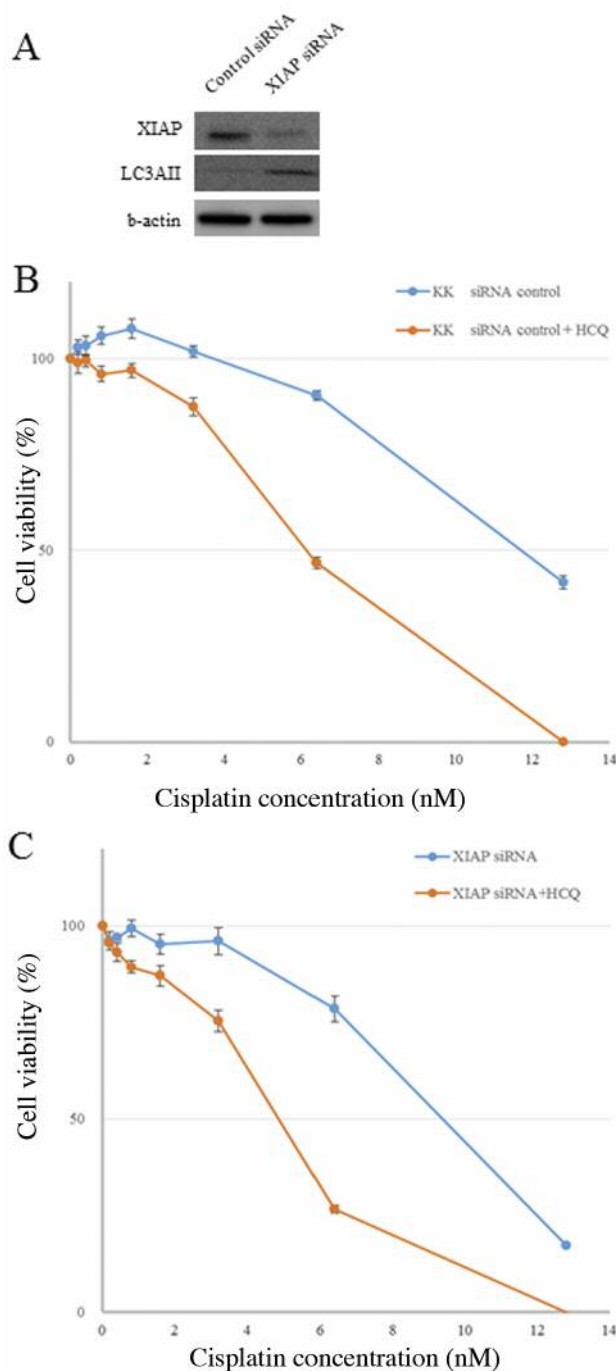 A
Control siRNA
XIAP siRNA
XIAP
LC3AII
b-actin
B
KK siRNA control
KK siRNA control + HCQ
100
50
0
Cell viability (%)
0 2 4 6 8 10 12 14
Cisplatin concentration (nM)
C
XIAP siRNA
XIAP siRNA+HCQ
100
50
0
Cell viability (%)
0 2 4 6 8 10 12 14
Cisplatin concentration (nM)